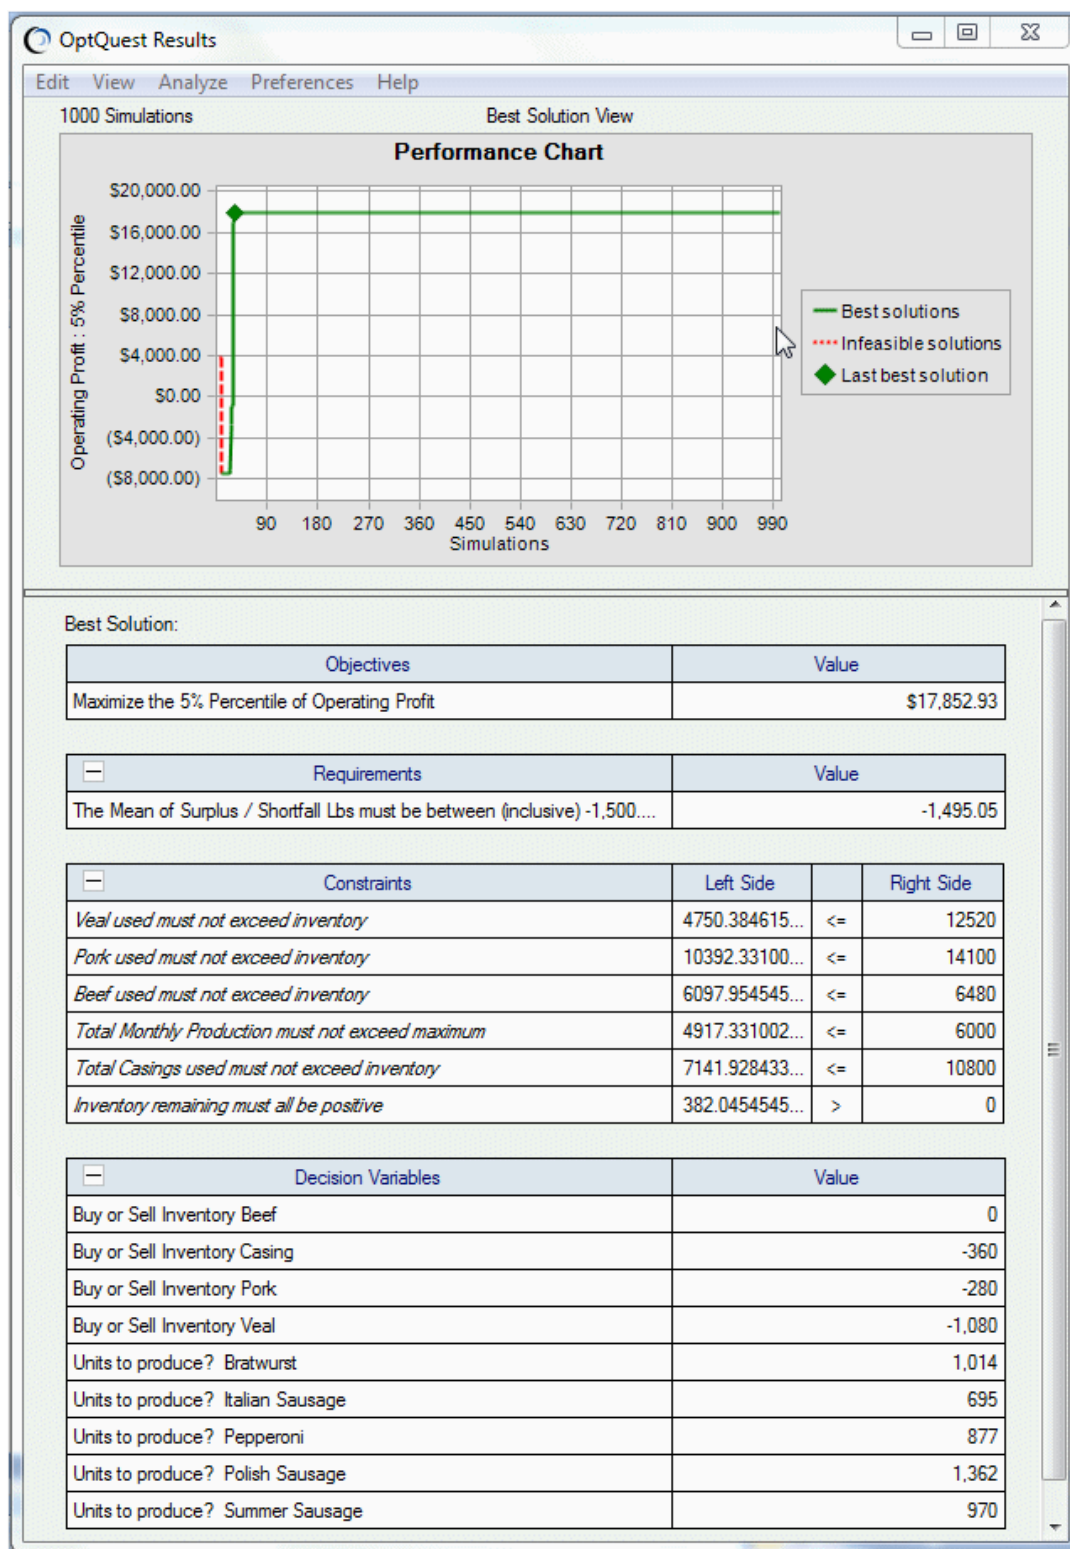 OptQuest Results
Edit View Analyze Preferences Help
1000 Simulations Best Solution View
Performance Chart
Operating Profit : 5% Percentile
$20,000.00
$16,000.00
$12,000.00
$8,000.00
$4,000.00
$0.00
($4,000.00)
($8,000.00)
90 180 270 360 450 540 630 720 810 900 990
Simulations
Best solutions
Infeasible solutions
Last best solution
Best Solution:
Objectives Value
Maximize the 5% Percentile of Operating Profit $17,852.93
Requirements Value
The Mean of Surplus / Shortfall Lbs must be between (inclusive) -1,500.... -1,495.05
Constraints Left Side Right Side
Veal used must not exceed inventory 4750.384615... <= 12520
Pork used must not exceed inventory 10392.33100... <= 14100
Beef used must not exceed inventory 6097.954545... <= 6480
Total Monthly Production must not exceed maximum 4917.331002... <= 6000
Total Casings used must not exceed inventory 7141.928433... <= 10800
Inventory remaining must all be positive 382.0454545... > 0
Decision Variables Value
Buy or Sell Inventory Beef 0
Buy or Sell Inventory Casing -360
Buy or Sell Inventory Pork -280
Buy or Sell Inventory Veal -1,080
Units to produce? Bratwurst 1,014
Units to produce? Italian Sausage 695
Units to produce? Pepperoni 877
Units to produce? Polish Sausage 1,362
Units to produce? Summer Sausage 970